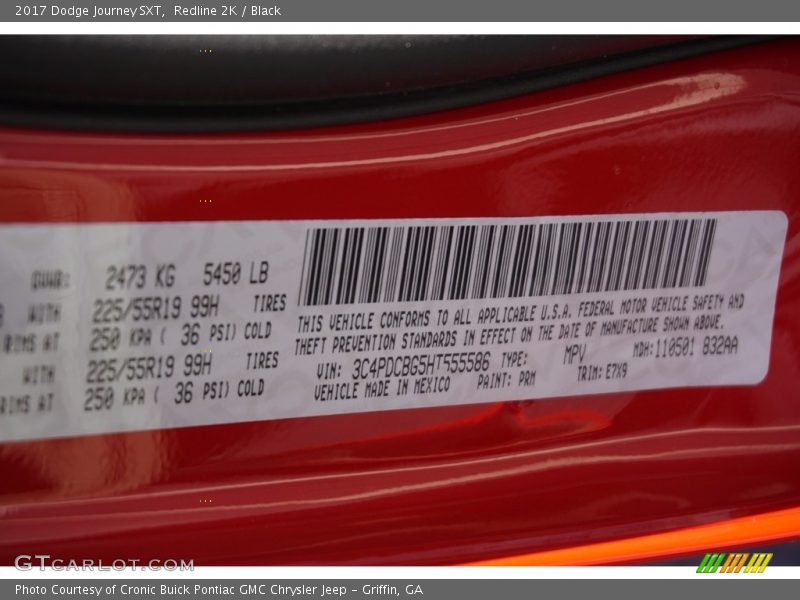 2017 Dodge Journey SXT, Redline 2K / Black
GVWR: 2473 KG 5450 LB
WITH 225/55R19 99H TIRES
RIMS AT 250 KPA ( 36 PSI) COLD
WITH 225/55R19 99H TIRES
RIMS AT 250 KPA ( 36 PSI) COLD
THIS VEHICLE CONFORMS TO ALL APPLICABLE U.S.A. FEDERAL MOTOR VEHICLE SAFETY AND
THEFT PREVENTION STANDARDS IN EFFECT ON THE DATE OF MANUFACTURE SHOWN ABOVE.
VIN: 3C4PDCBG5HT555586 TYPE: MPV MDH:110501 832AA
VEHICLE MADE IN MEXICO PAINT: PRM TRIM: E7X9
GTCARLOT.COM
Photo Courtesy of Cronic Buick Pontiac GMC Chrysler Jeep – Griffin, GA